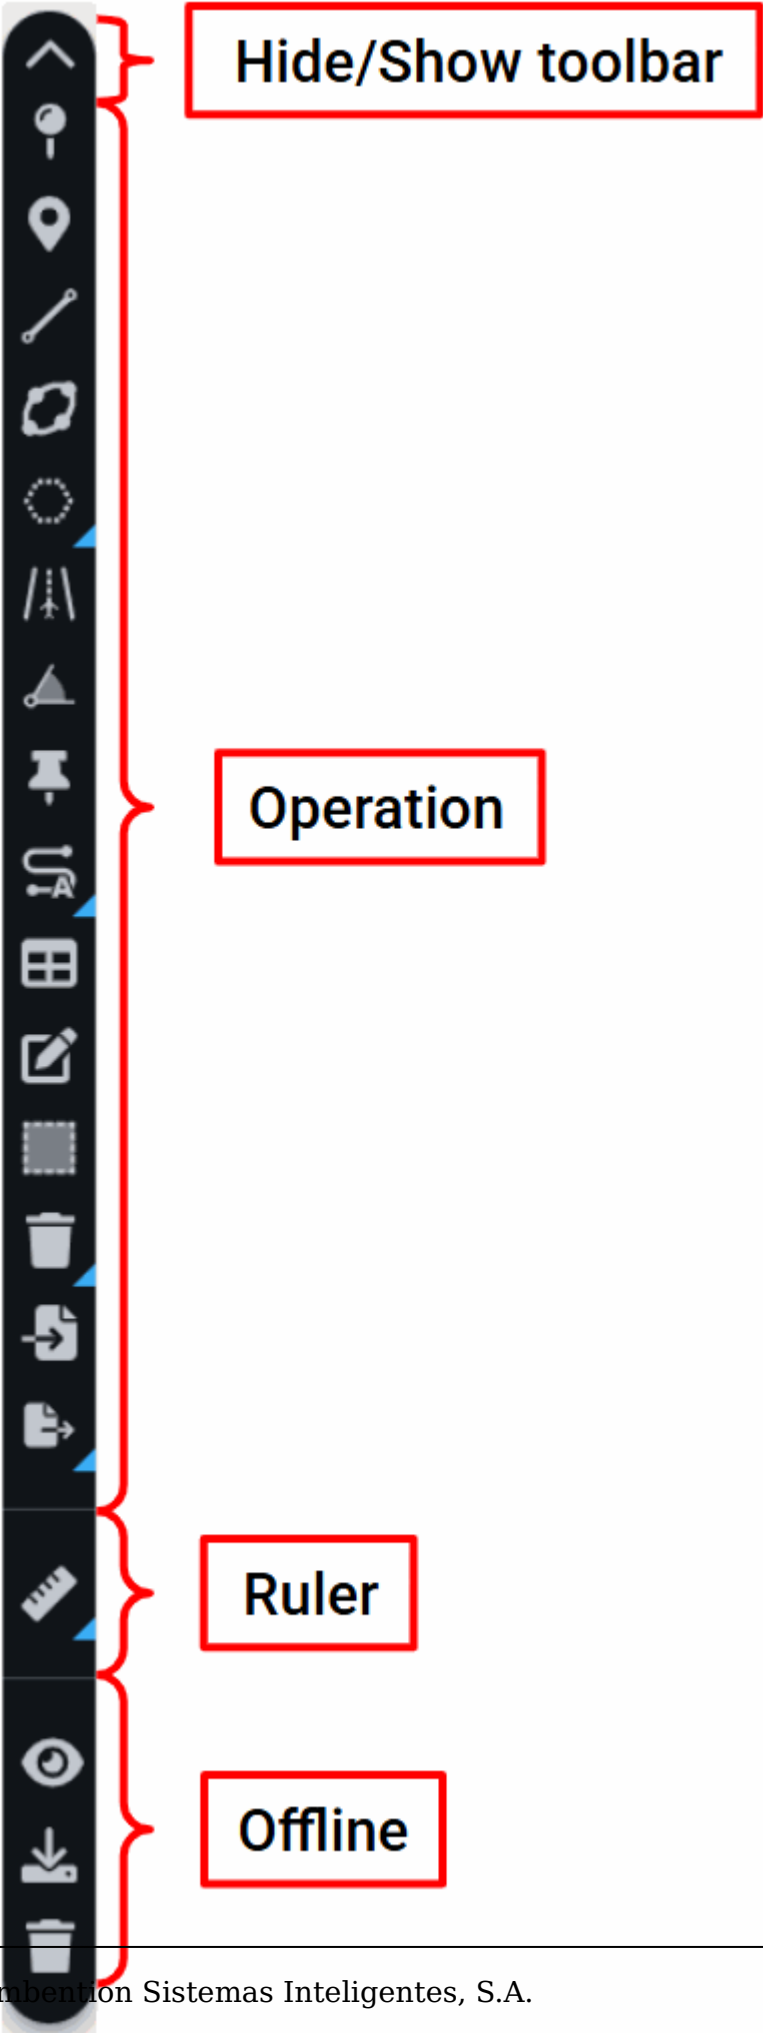 Hide/Show toolbar
Operation
A
Ruler
Offline
Sistemas Inteligentes, S.A.